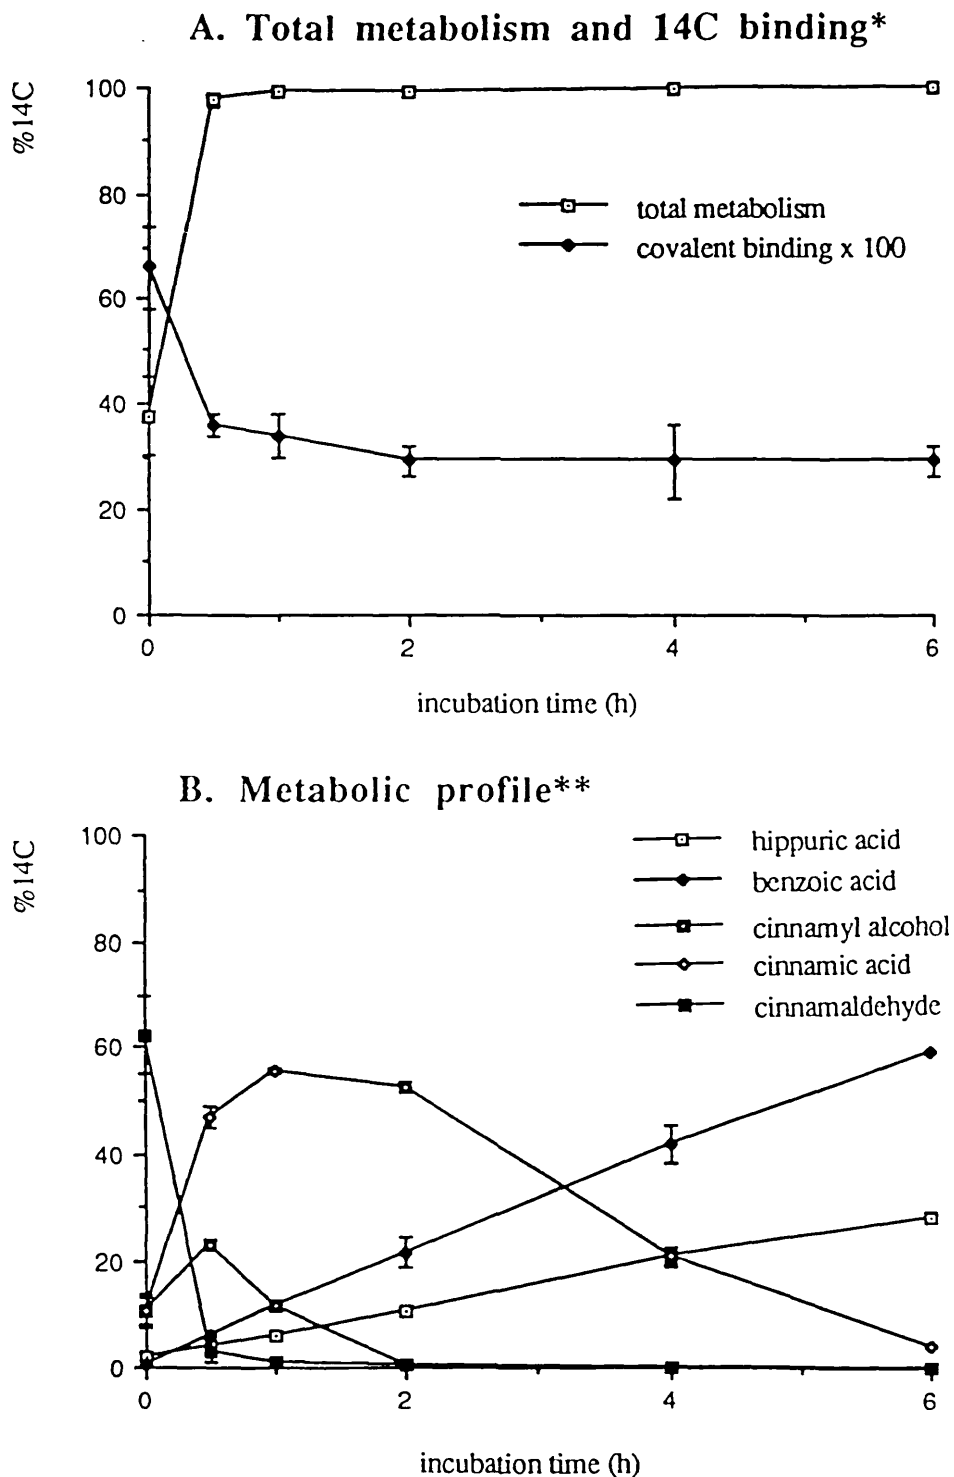 A. Total metabolism and 14C binding*
%14C
100
80
60
40
20
0
total metabolism
covalent binding x 100
0 2 4 6
incubation time (h)
B. Metabolic profile**
%14C
100
80
60
40
20
0
hippuric acid
benzoic acid
cinnamyl alcohol
cinnamic acid
cinnamaldehyde
0 2 4 6
incubation time (h)